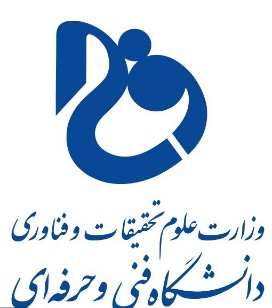 وزارت علوم تحقیقات و فناوری
دانشگاه فنی و حرفه‌ای